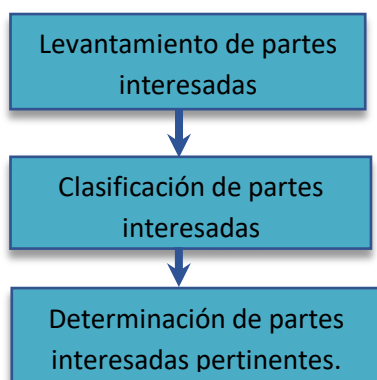 Levantamiento de partes
interesadas
Clasificación de partes
interesadas
Determinación de partes
interesadas pertinentes.